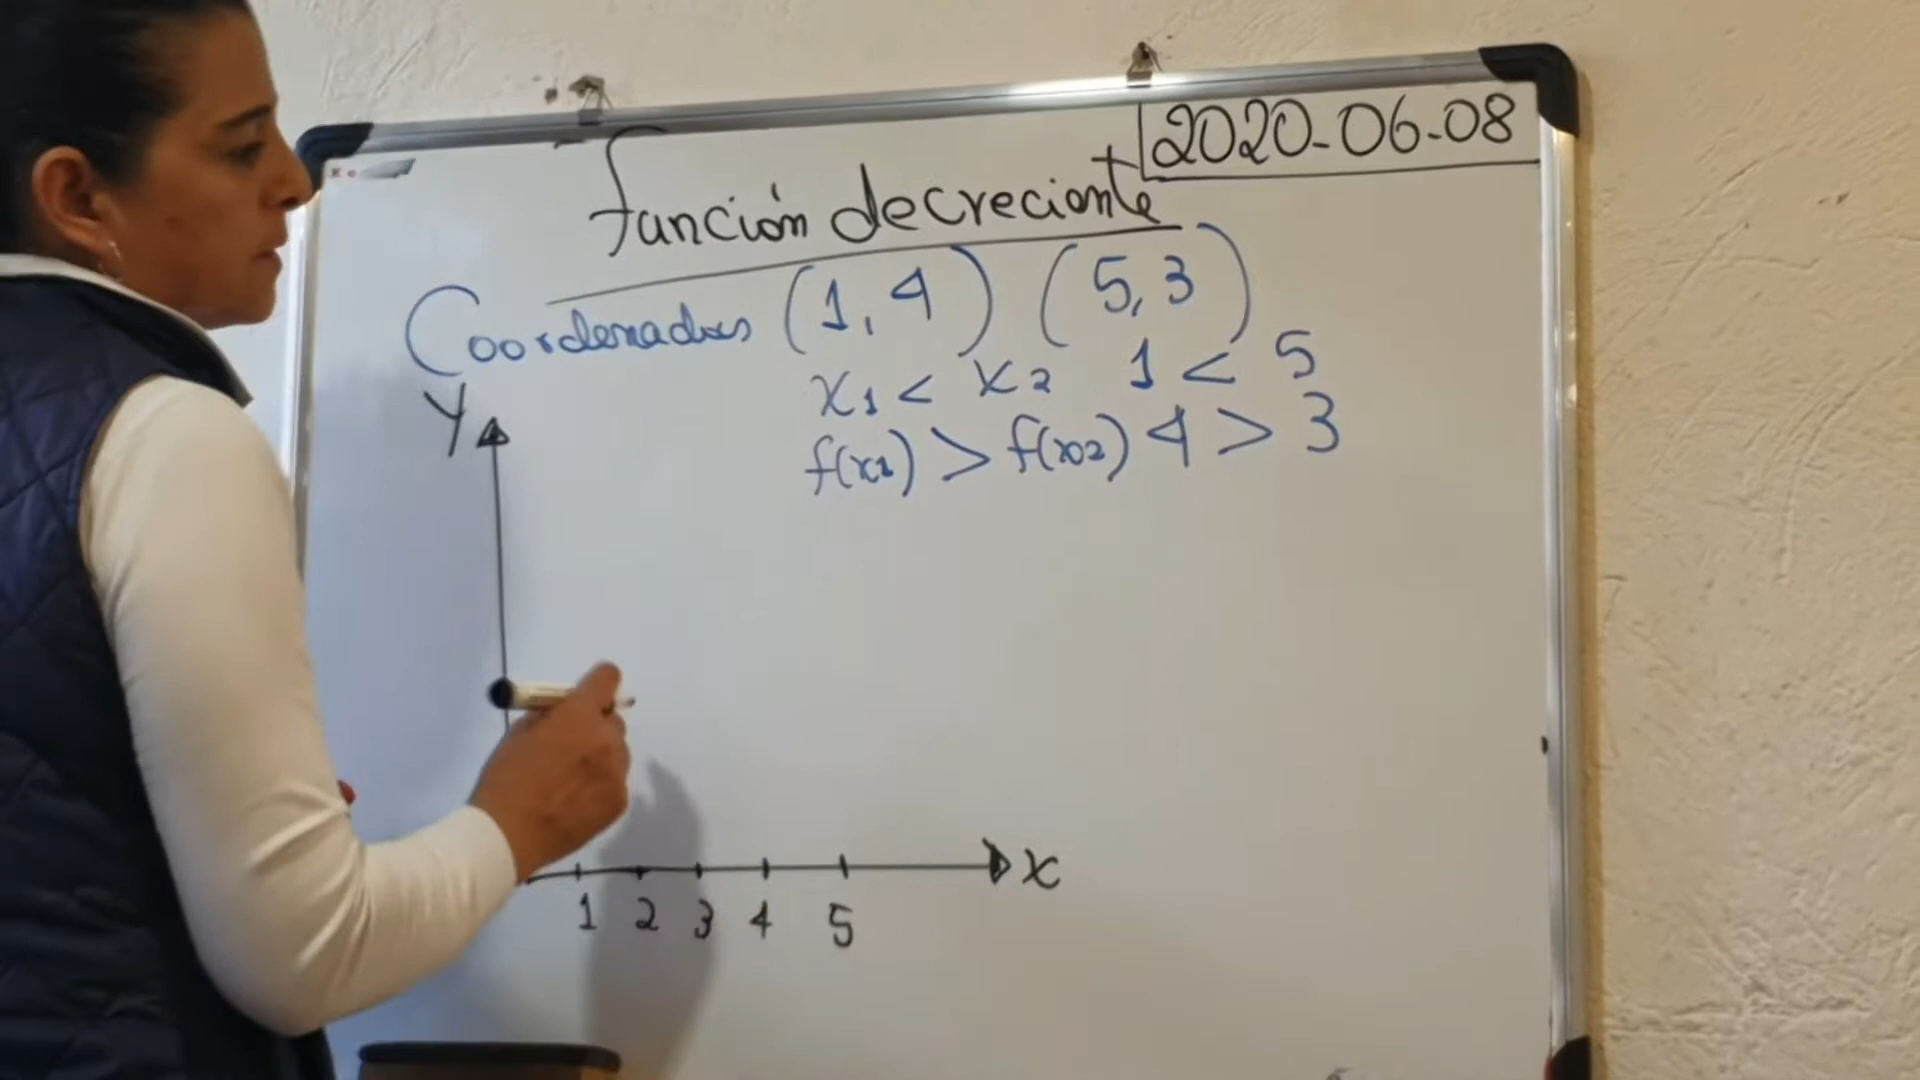 2020-06-08
función decreciente
Coordenadas (1, 4) (5, 3)
x1 < x2 1 < 5
f(x1) > f(x2) 4 > 3
Y
X
1 2 3 4 5